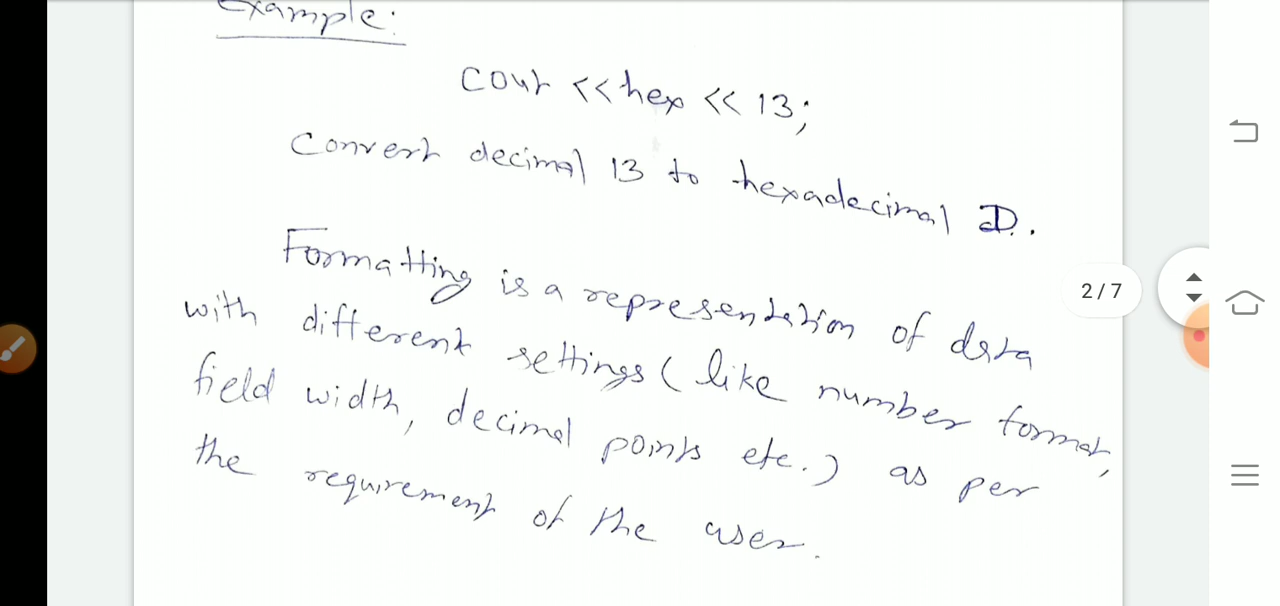 Example:
cout <<hex << 13;
Convert decimal 13 to hexadecimal D.
Formatting is a representation of data
with different settings (like number format,
field width, decimal points etc.) as per
the requirement of the user.
2/7